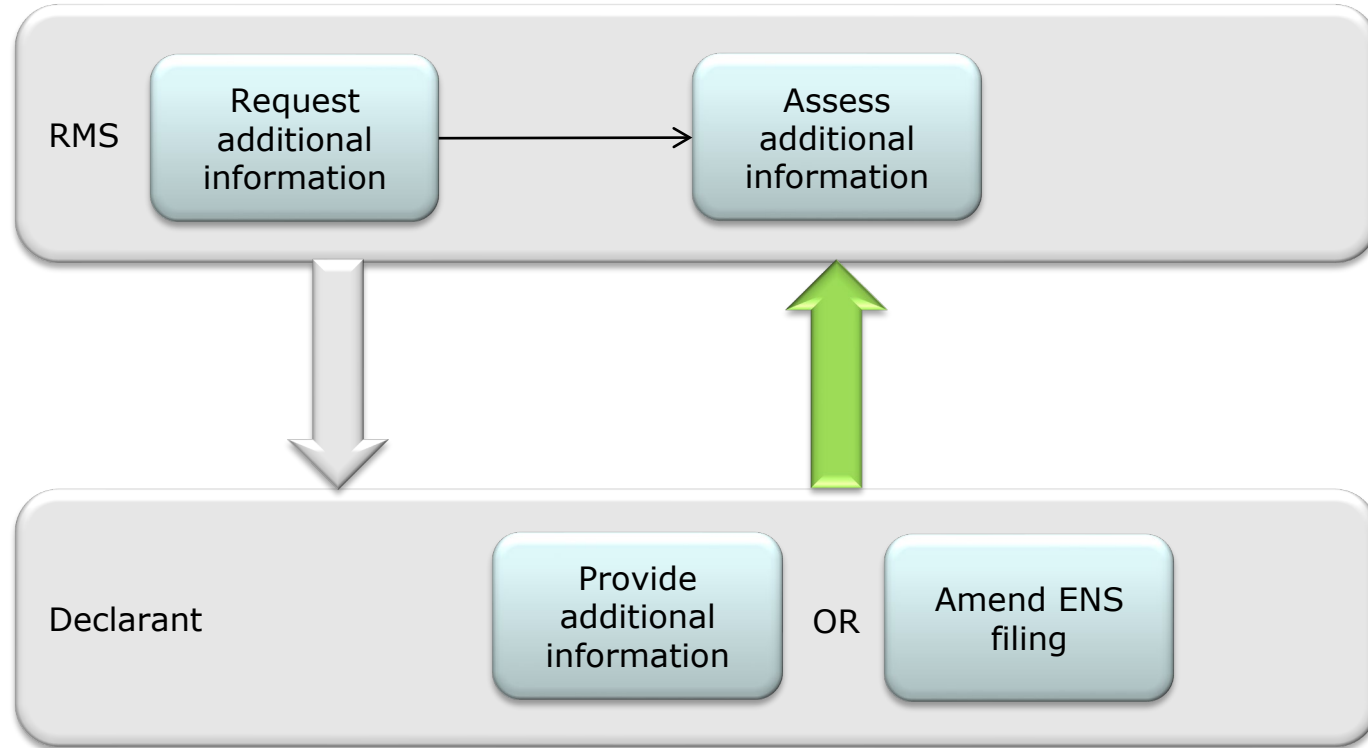 RMS
Request
additional
information
Assess
additional
information
Declarant
Provide
additional
information
OR
Amend ENS
filing